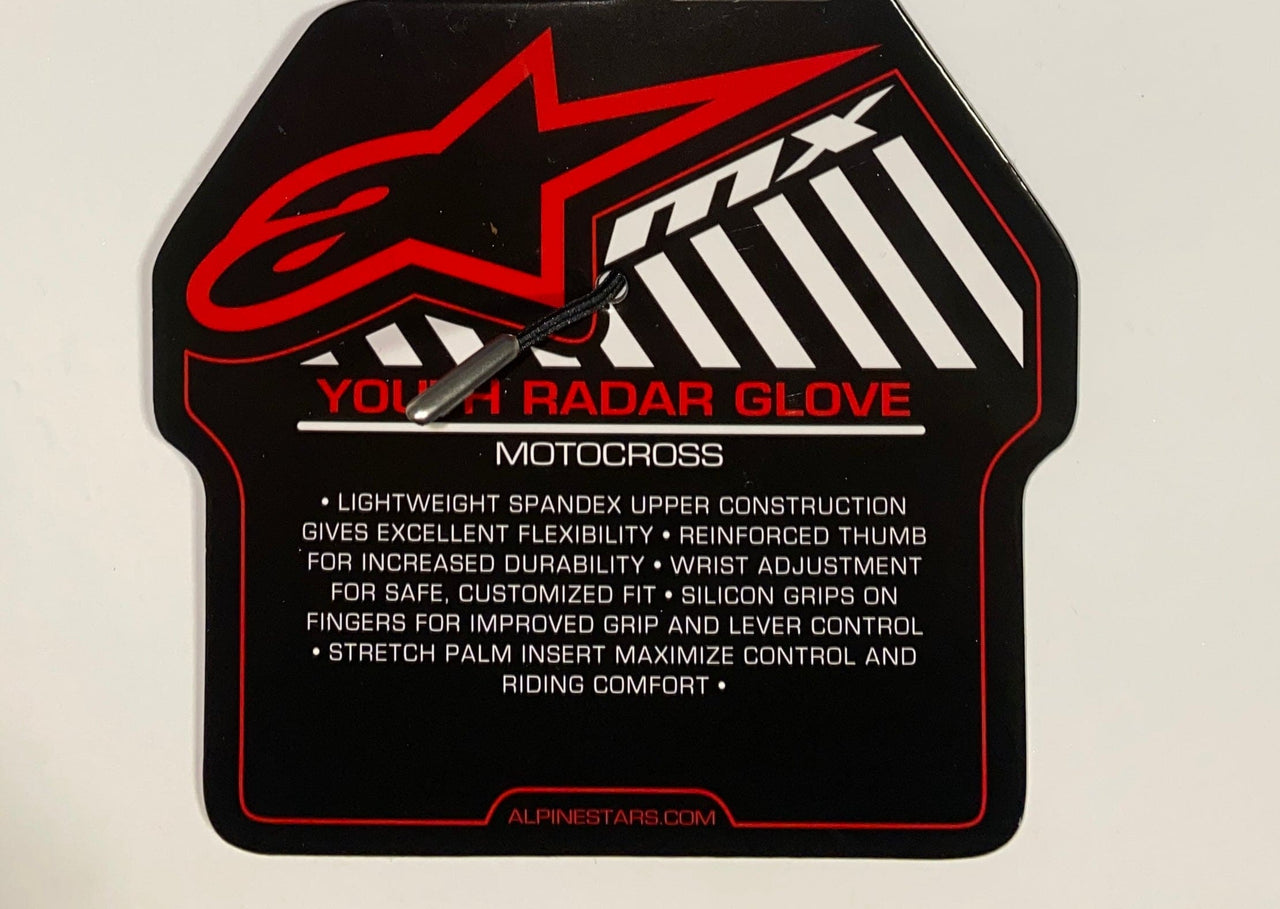 mx
YOUTH RADAR GLOVE
MOTOCROSS
• LIGHTWEIGHT SPANDEX UPPER CONSTRUCTION
GIVES EXCELLENT FLEXIBILITY • REINFORCED THUMB
FOR INCREASED DURABILITY • WRIST ADJUSTMENT
FOR SAFE, CUSTOMIZED FIT • SILICON GRIPS ON
FINGERS FOR IMPROVED GRIP AND LEVER CONTROL
• STRETCH PALM INSERT MAXIMIZE CONTROL AND
RIDING COMFORT •
ALPINESTARS.COM